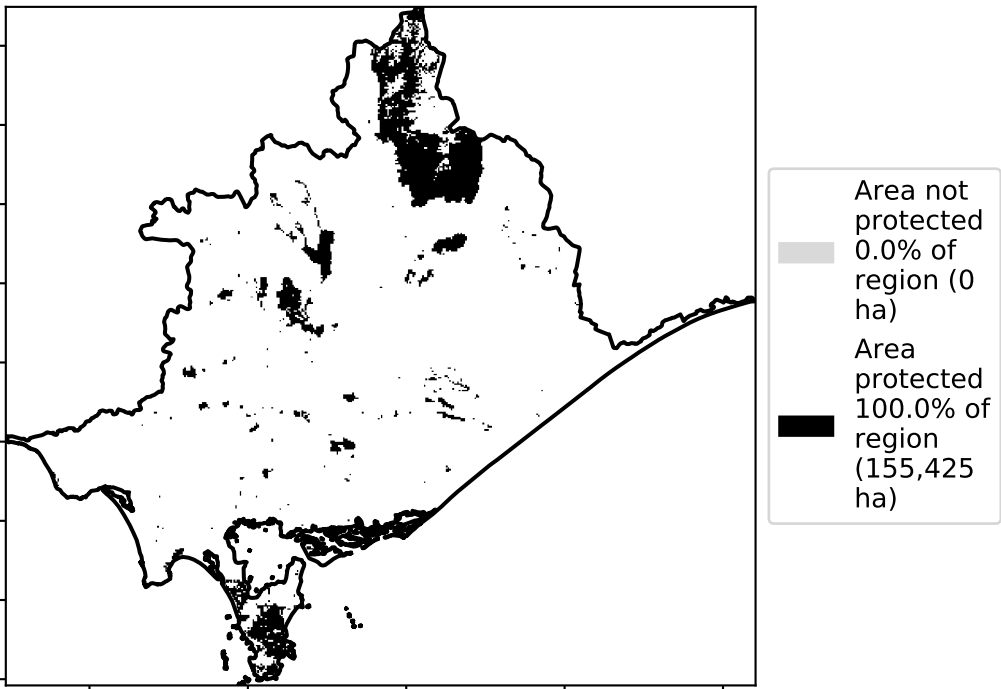 Area not
protected
0.0% of
region (0
ha)
Area
protected
100.0% of
region
(155,425
ha)